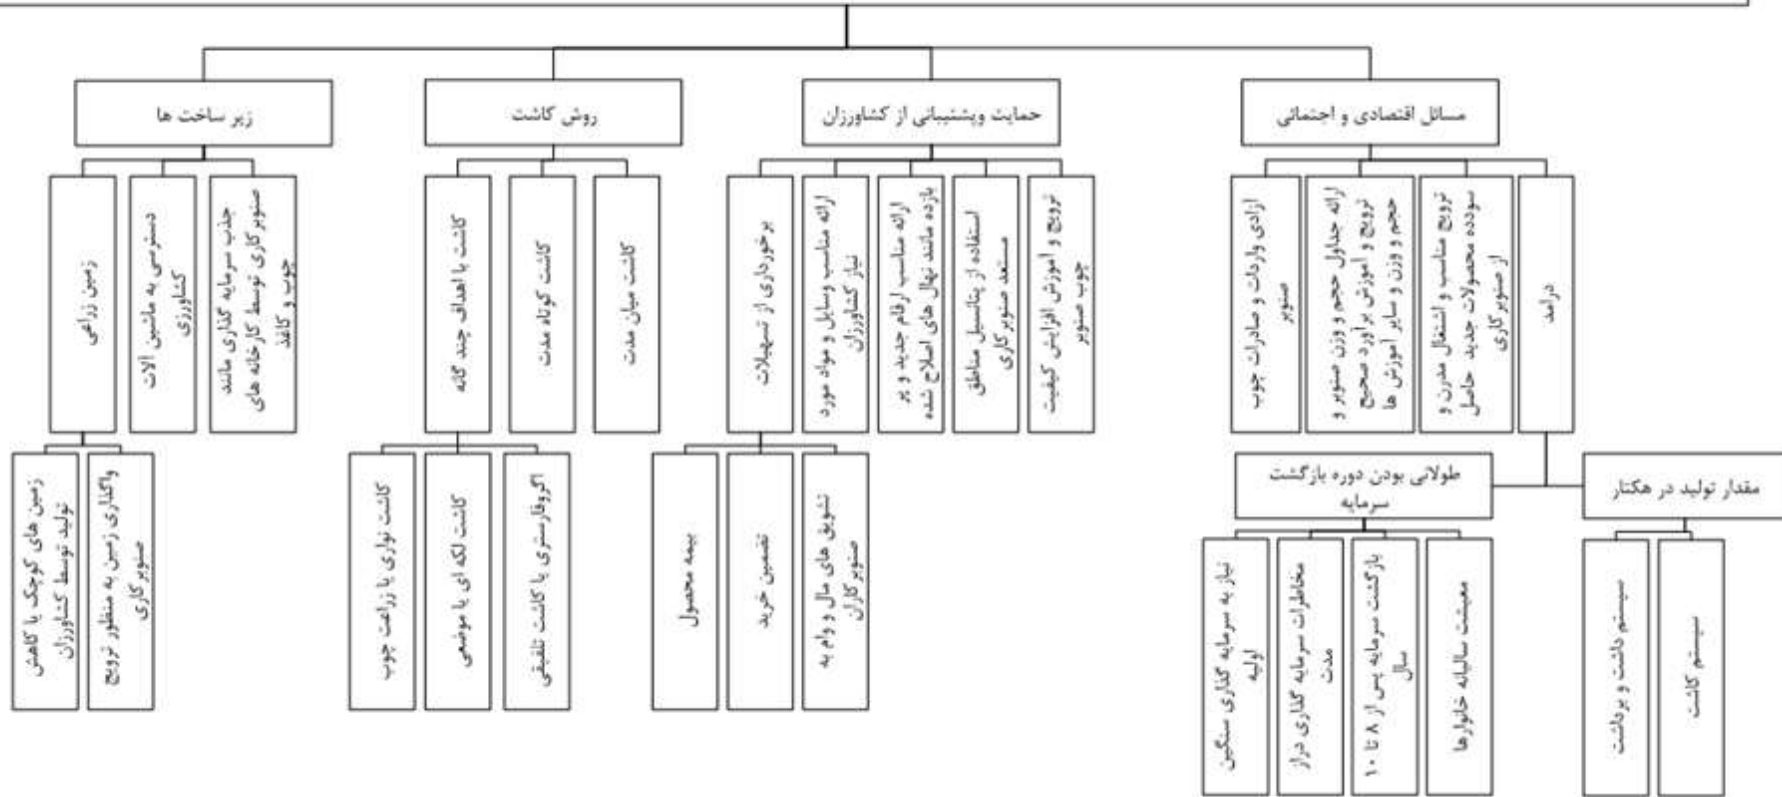 مسائل اقتصادی و اجتماعی
حمایت وپشتیبانی از کشاورزان
روش کاشت
زیر ساخت ها
درامد
ترویج مناسب و اشتغال مدرن و
سودده محصولات جدید حاصل
از صنوبرکاری
ارائه جداول حجم و وزن صنوبر و
ترویج و آموزش برآورد صحیح
حجم و وزن و سایر آموزش ها
ازادی واردات و صادرات چوب
صنوبر
ترویج و آموزش افزایش کیفیت
چوب صنوبر
استفاده از پتانسیل مناطق
مستعد صنوبرکاری
ارائه مناسب ارقام جدید و پر
بازده مانند نهال های اصلاح شده
ارائه مناسب وسایل و مواد مورد
نیاز کشاورزان
برخورداری از تسهیلات
کاشت میان مدت
کاشت کوتاه مدت
کاشت با اهداف چند گانه
جذب سرمایه گذاری مانند
صنوبرکاری توسط کارخانه های
چوب و کاغذ
دسترسی به ماشین آلات
کشاورزی
زمین زراعی
مقدار تولید در هکتار
طولانی بودن دوره بازگشت
سرمایه
سیستم کاشت
سیستم داشت و برداشت
معیشت سالیانه خانوارها
بازگشت سرمایه پس از ۸ تا ۱۰
سال
مخاطرات سرمایه گذاری دراز
مدت
نیاز به سرمایه گذاری سنگین
اولیه
تشویق های مال و وام به
صنوبرکاران
تضمین خرید
بیمه محصول
اگروفارستری یا کاشت تلفیقی
کاشت لکه ای یا موضعی
کاشت نواری یا زراعت چوب
واگذاری زمین به منظور ترویج
صنوبرکاری
زمین های کوچک یا کاهش
تولید توسط کشاورزان